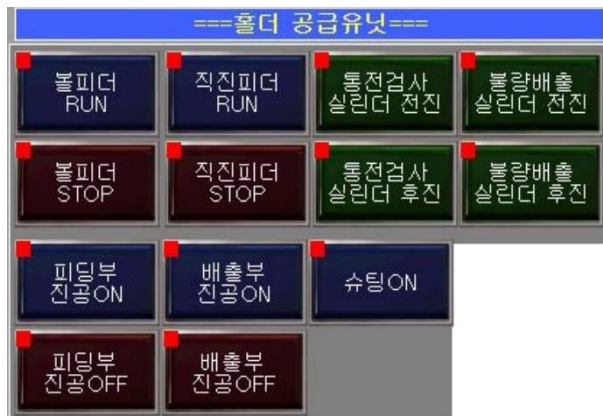 ===홀더 공급유닛===
볼피더
RUN
직진피더
RUN
통전검사
실린더 전진
불량배출
실린더 전진
볼피더
STOP
직진피더
STOP
통전검사
실린더 후진
불량배출
실린더 후진
피딩부
진공ON
배출부
진공ON
슈팅ON
피딩부
진공OFF
배출부
진공OFF